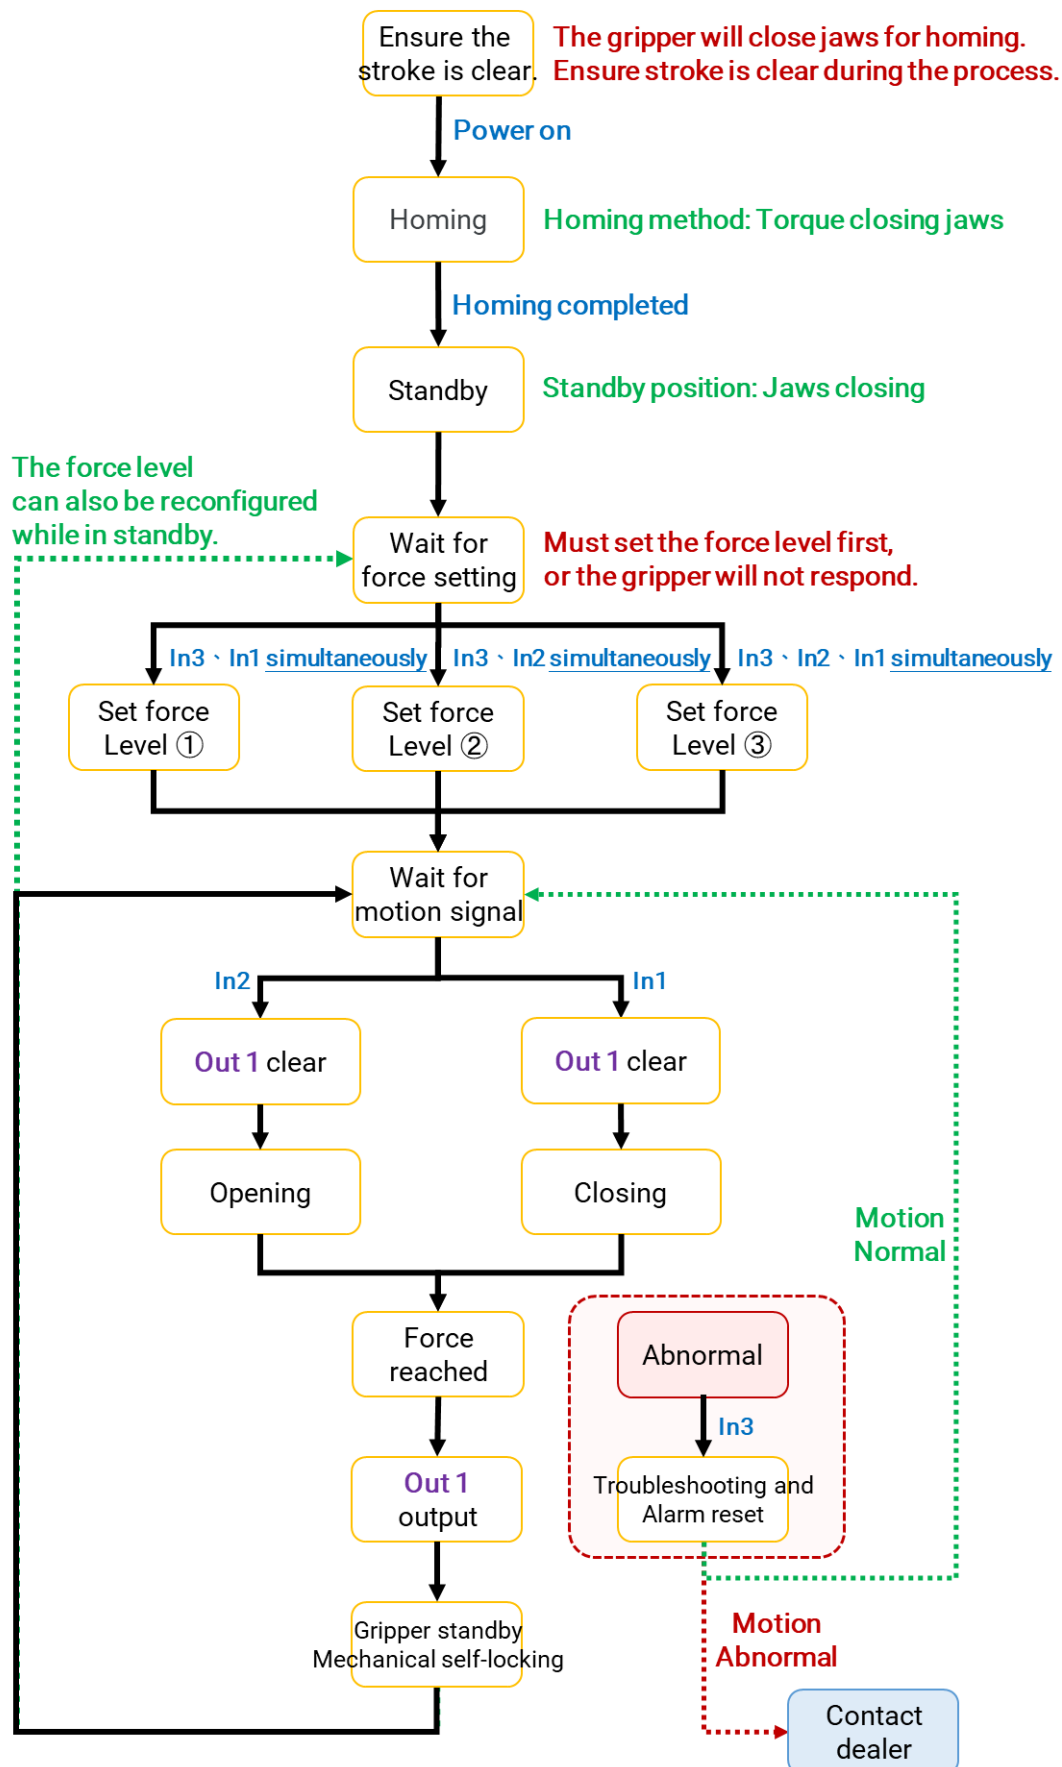 Ensure the
stroke is clear.
The gripper will close jaws for homing.
Ensure stroke is clear during the process.
Power on
Homing
Homing method: Torque closing jaws
Homing completed
Standby
Standby position: Jaws closing
The force level
can also be reconfigured
while in standby.
Wait for
force setting
Must set the force level first,
or the gripper will not respond.
In3、In1 simultaneously
In3、In2 simultaneously
In3、In2、In1 simultaneously
Set force
Level ①
Set force
Level ②
Set force
Level ③
Wait for
motion signal
In2
In1
Out 1 clear
Out 1 clear
Opening
Closing
Motion
Normal
Force
reached
Abnormal
In3
Out 1
output
Troubleshooting and
Alarm reset
Gripper standby
Mechanical self-locking
Motion
Abnormal
Contact
dealer